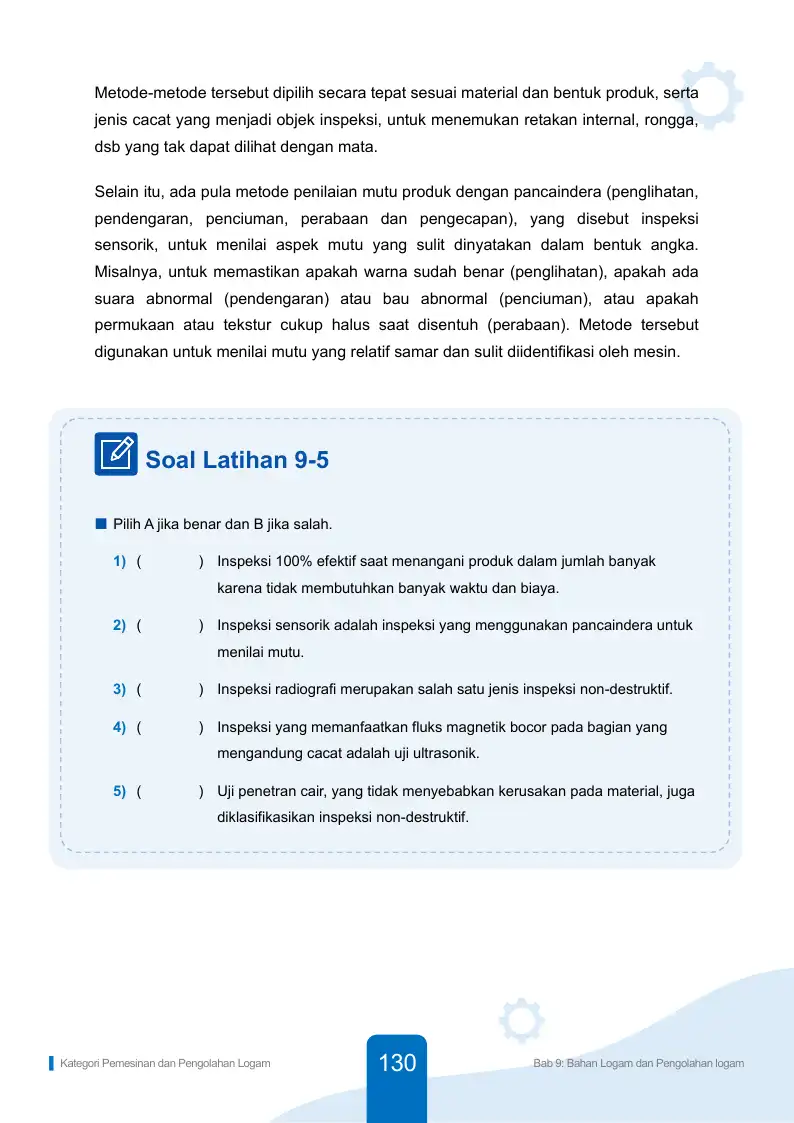 Metode-metode tersebut dipilih secara tepat sesuai material dan bentuk produk, serta
jenis cacat yang menjadi objek inspeksi, untuk menemukan retakan internal, rongga,
dsb yang tak dapat dilihat dengan mata.
Selain itu, ada pula metode penilaian mutu produk dengan pancaindera (penglihatan,
pendengaran, penciuman, perabaan dan pengecapan), yang disebut inspeksi
sensorik, untuk menilai aspek mutu yang sulit dinyatakan dalam bentuk angka.
Misalnya, untuk memastikan apakah warna sudah benar (penglihatan), apakah ada
suara abnormal (pendengaran) atau bau abnormal (penciuman), atau apakah
permukaan atau tekstur cukup halus saat disentuh (perabaan). Metode tersebut
digunakan untuk menilai mutu yang relatif samar dan sulit diidentifikasi oleh mesin.
Soal Latihan 9-5
■ Pilih A jika benar dan B jika salah.
1) ( ) Inspeksi 100% efektif saat menangani produk dalam jumlah banyak
karena tidak membutuhkan banyak waktu dan biaya.
2) ( ) Inspeksi sensorik adalah inspeksi yang menggunakan pancaindera untuk
menilai mutu.
3) ( ) Inspeksi radiografi merupakan salah satu jenis inspeksi non-destruktif.
4) ( ) Inspeksi yang memanfaatkan fluks magnetik bocor pada bagian yang
mengandung cacat adalah uji ultrasonik.
5) ( ) Uji penetran cair, yang tidak menyebabkan kerusakan pada material, juga
diklasifikasikan inspeksi non-destruktif.
Kategori Pemesinan dan Pengolahan Logam
130
Bab 9: Bahan Logam dan Pengolahan logam